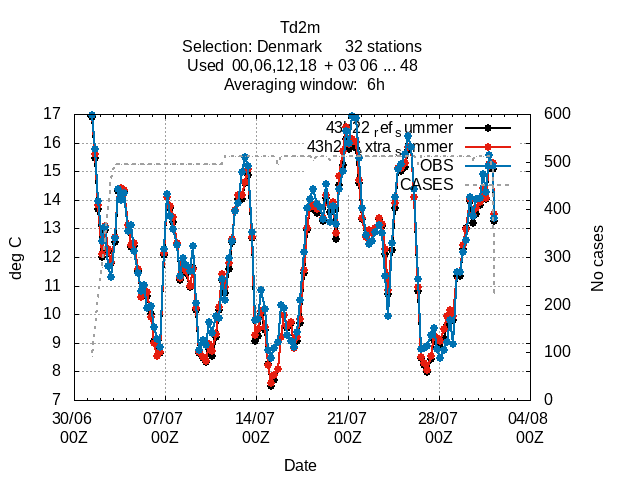 Td2m
Selection: Denmark 32 stations
Used 00,06,12,18 + 03 06 ... 48
Averaging window: 6h
17
16
15
14
13
12
11
10
9
8
7
deg C
600
500
400
300
200
100
0
No cases
43h22_ref_summer
OBS
CASES
30/06 07/07 14/07 21/07 28/07 04/08
00Z 00Z 00Z 00Z 00Z 00Z
Date